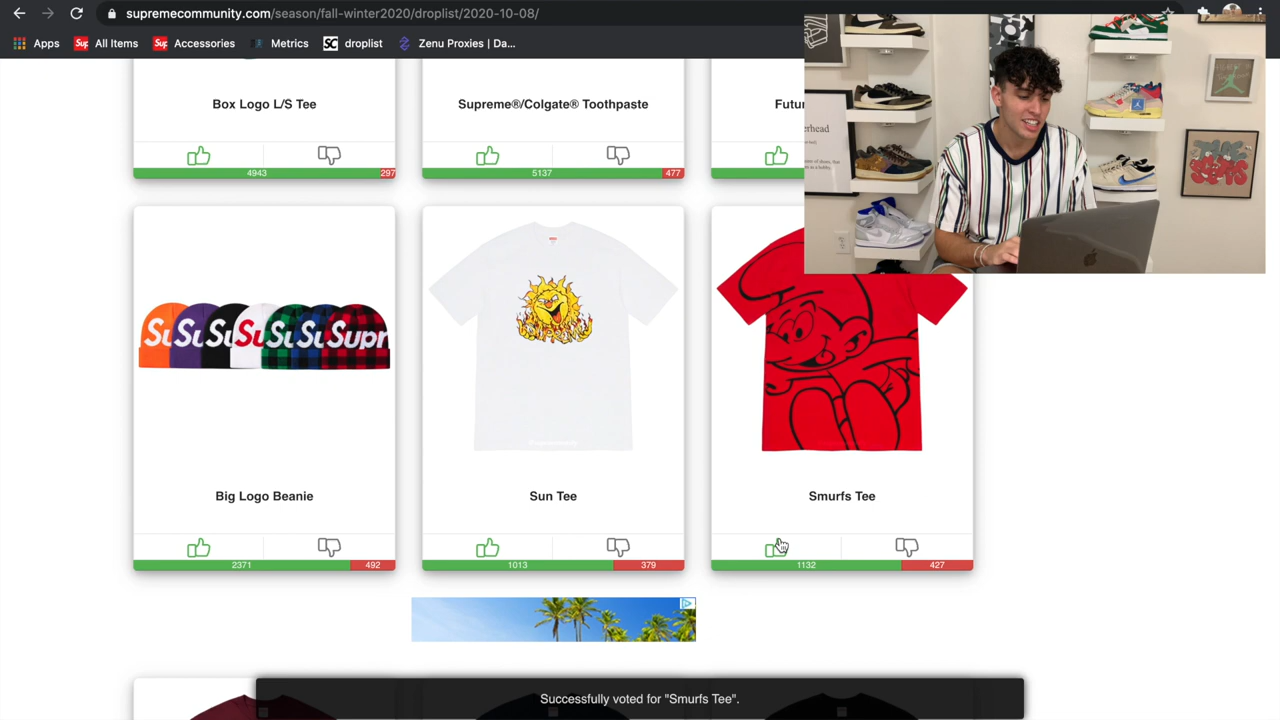 supremecommunity.com/season/fall-winter2020/droplist/2020-10-08/
Apps All Items Accessories Metrics droplist Zenu Proxies | Da...
Box Logo L/S Tee Supreme®/Colgate® Toothpaste Futu
4943 297 5137 477
Big Logo Beanie Sun Tee Smurfs Tee
2371 492 1013 379 1132 427
Successfully voted for "Smurfs Tee".